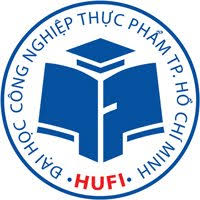 ĐẠI HỌC CÔNG NGHIỆP THỰC PHẨM TP. HỒ CHÍ MINH
· HUFI ·